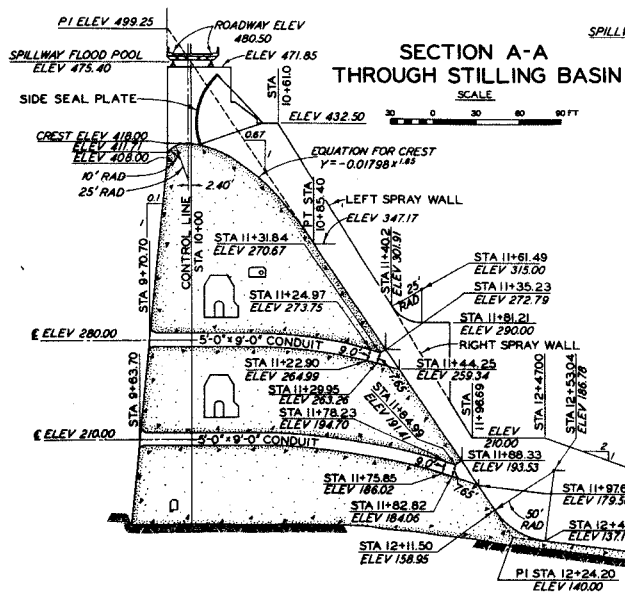 PI ELEV 499.25
ROADWAY ELEV
480.50
SPILLWAY FLOOD POOL
ELEV 475.40
ELEV 471.85
STA
10+61.0
SECTION A-A
THROUGH STILLING BASIN
SCALE
30 0 30 60 90 FT
SIDE SEAL PLATE
ELEV 432.50
0.67
1
CREST ELEV 418.00
ELEV 411.71
ELEV 408.00
10' RAD
25' RAD
EQUATION FOR CREST
Y=-0.01798 X 1.85
2.40'
PT STA
10+85.40
LEFT SPRAY WALL
ELEV 347.17
0.1
1
CONTROL LINE
STA 10+00
STA 9+70.70
STA 11+31.84
ELEV 270.67
STA 11+40.2
ELEV 301.91
25'
RAD
STA 11+61.49
ELEV 315.00
STA 11+35.23
ELEV 272.79
STA 11+24.97
ELEV 273.75
STA 11+81.21
ELEV 290.00
RIGHT SPRAY WALL
℄ ELEV 280.00
5'-0" x 9'-0" CONDUIT
9.0'
STA 11+22.90
ELEV 264.99
STA 11+44.25
ELEV 259.34
STA 11+29.95
ELEV 263.26
7.65'
STA 11+84.99
ELEV 191.41
STA 9+63.70
STA 11+78.23
ELEV 194.70
STA
11+96.69
STA 12+47.00
STA 12+53.04
ELEV 186.78
ELEV
210.00
2
1
℄ ELEV 210.00
5'-0" x 9'-0" CONDUIT
9.0'
STA 11+88.33
ELEV 193.53
STA 11+75.85
ELEV 186.02
7.65'
STA 11+82.82
ELEV 184.06
50'
RAD
STA 12+11.50
ELEV 158.95
PI STA 12+24.20
ELEV 140.00